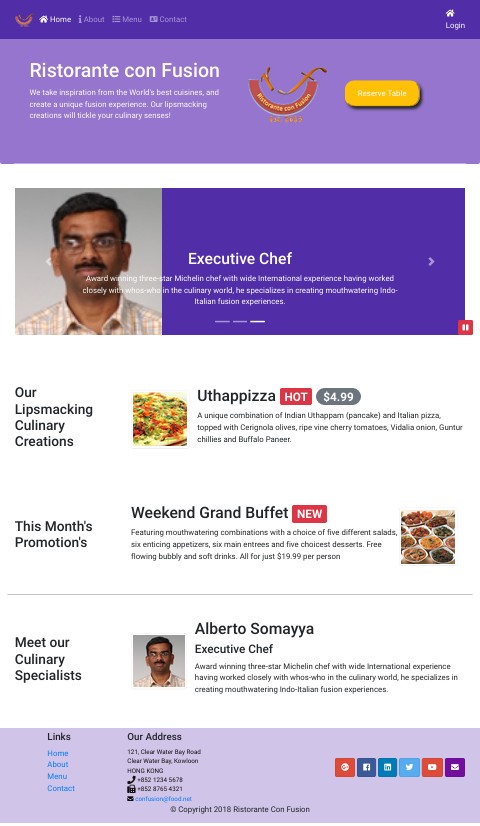 Home About Menu Contact
Login
Ristorante con Fusion
We take inspiration from the World's best cuisines, and
create a unique fusion experience. Our lipsmacking
creations will tickle your culinary senses!
Ristorante con Fusion
Reserve Table
Executive Chef
Award winning three-star Michelin chef with wide International experience having worked
closely with whos-who in the culinary world, he specializes in creating mouthwatering Indo-
Italian fusion experiences.
Our
Lipsmacking
Culinary
Creations
Uthappizza HOT $4.99
A unique combination of Indian Uthappam (pancake) and Italian pizza,
topped with Cerignola olives, ripe vine cherry tomatoes, Vidalia onion, Guntur
chillies and Buffalo Paneer.
This Month's
Promotion's
Weekend Grand Buffet NEW
Featuring mouthwatering combinations with a choice of five different salads,
six enticing appetizers, six main entrees and five choicest desserts. Free
flowing bubbly and soft drinks. All for just $19.99 per person
Meet our
Culinary
Specialists
Alberto Somayya
Executive Chef
Award winning three-star Michelin chef with wide International experience
having worked closely with whos-who in the culinary world, he specializes in
creating mouthwatering Indo-Italian fusion experiences.
Links
Home
About
Menu
Contact
Our Address
121, Clear Water Bay Road
Clear Water Bay, Kowloon
HONG KONG
+852 1234 5678
+852 8765 4321
confusion@food.net
© Copyright 2018 Ristorante Con Fusion